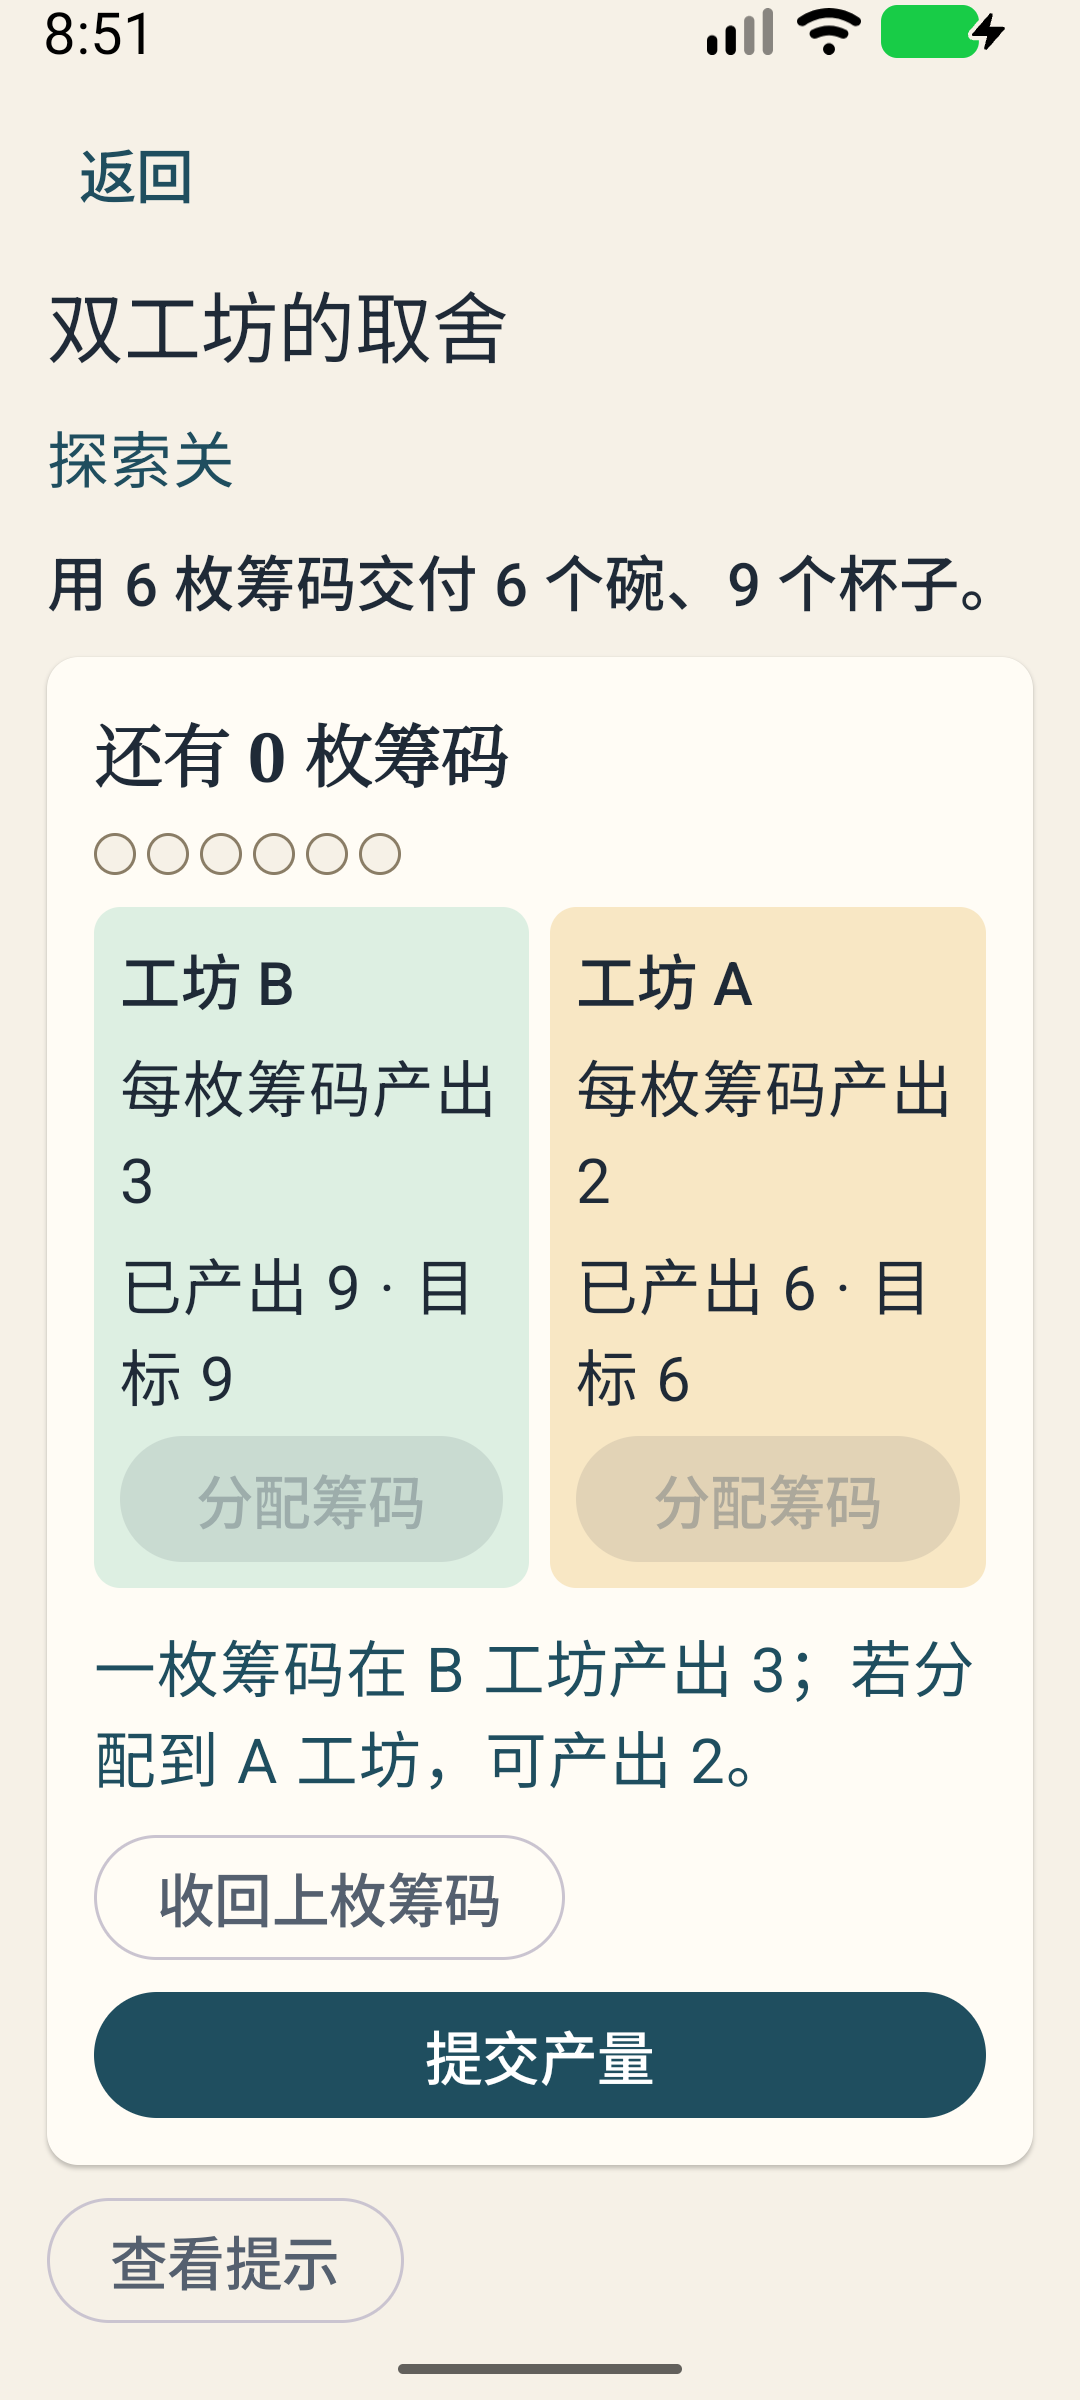 8:51
返回
双工坊的取舍
探索关
用 6 枚筹码交付 6 个碗、9 个杯子。
还有 0 枚筹码
工坊 B
每枚筹码产出
3
已产出 9 · 目
标 9
分配筹码
工坊 A
每枚筹码产出
2
已产出 6 · 目
标 6
分配筹码
一枚筹码在 B 工坊产出 3；若分
配到 A 工坊，可产出 2。
收回上枚筹码
提交产量
查看提示